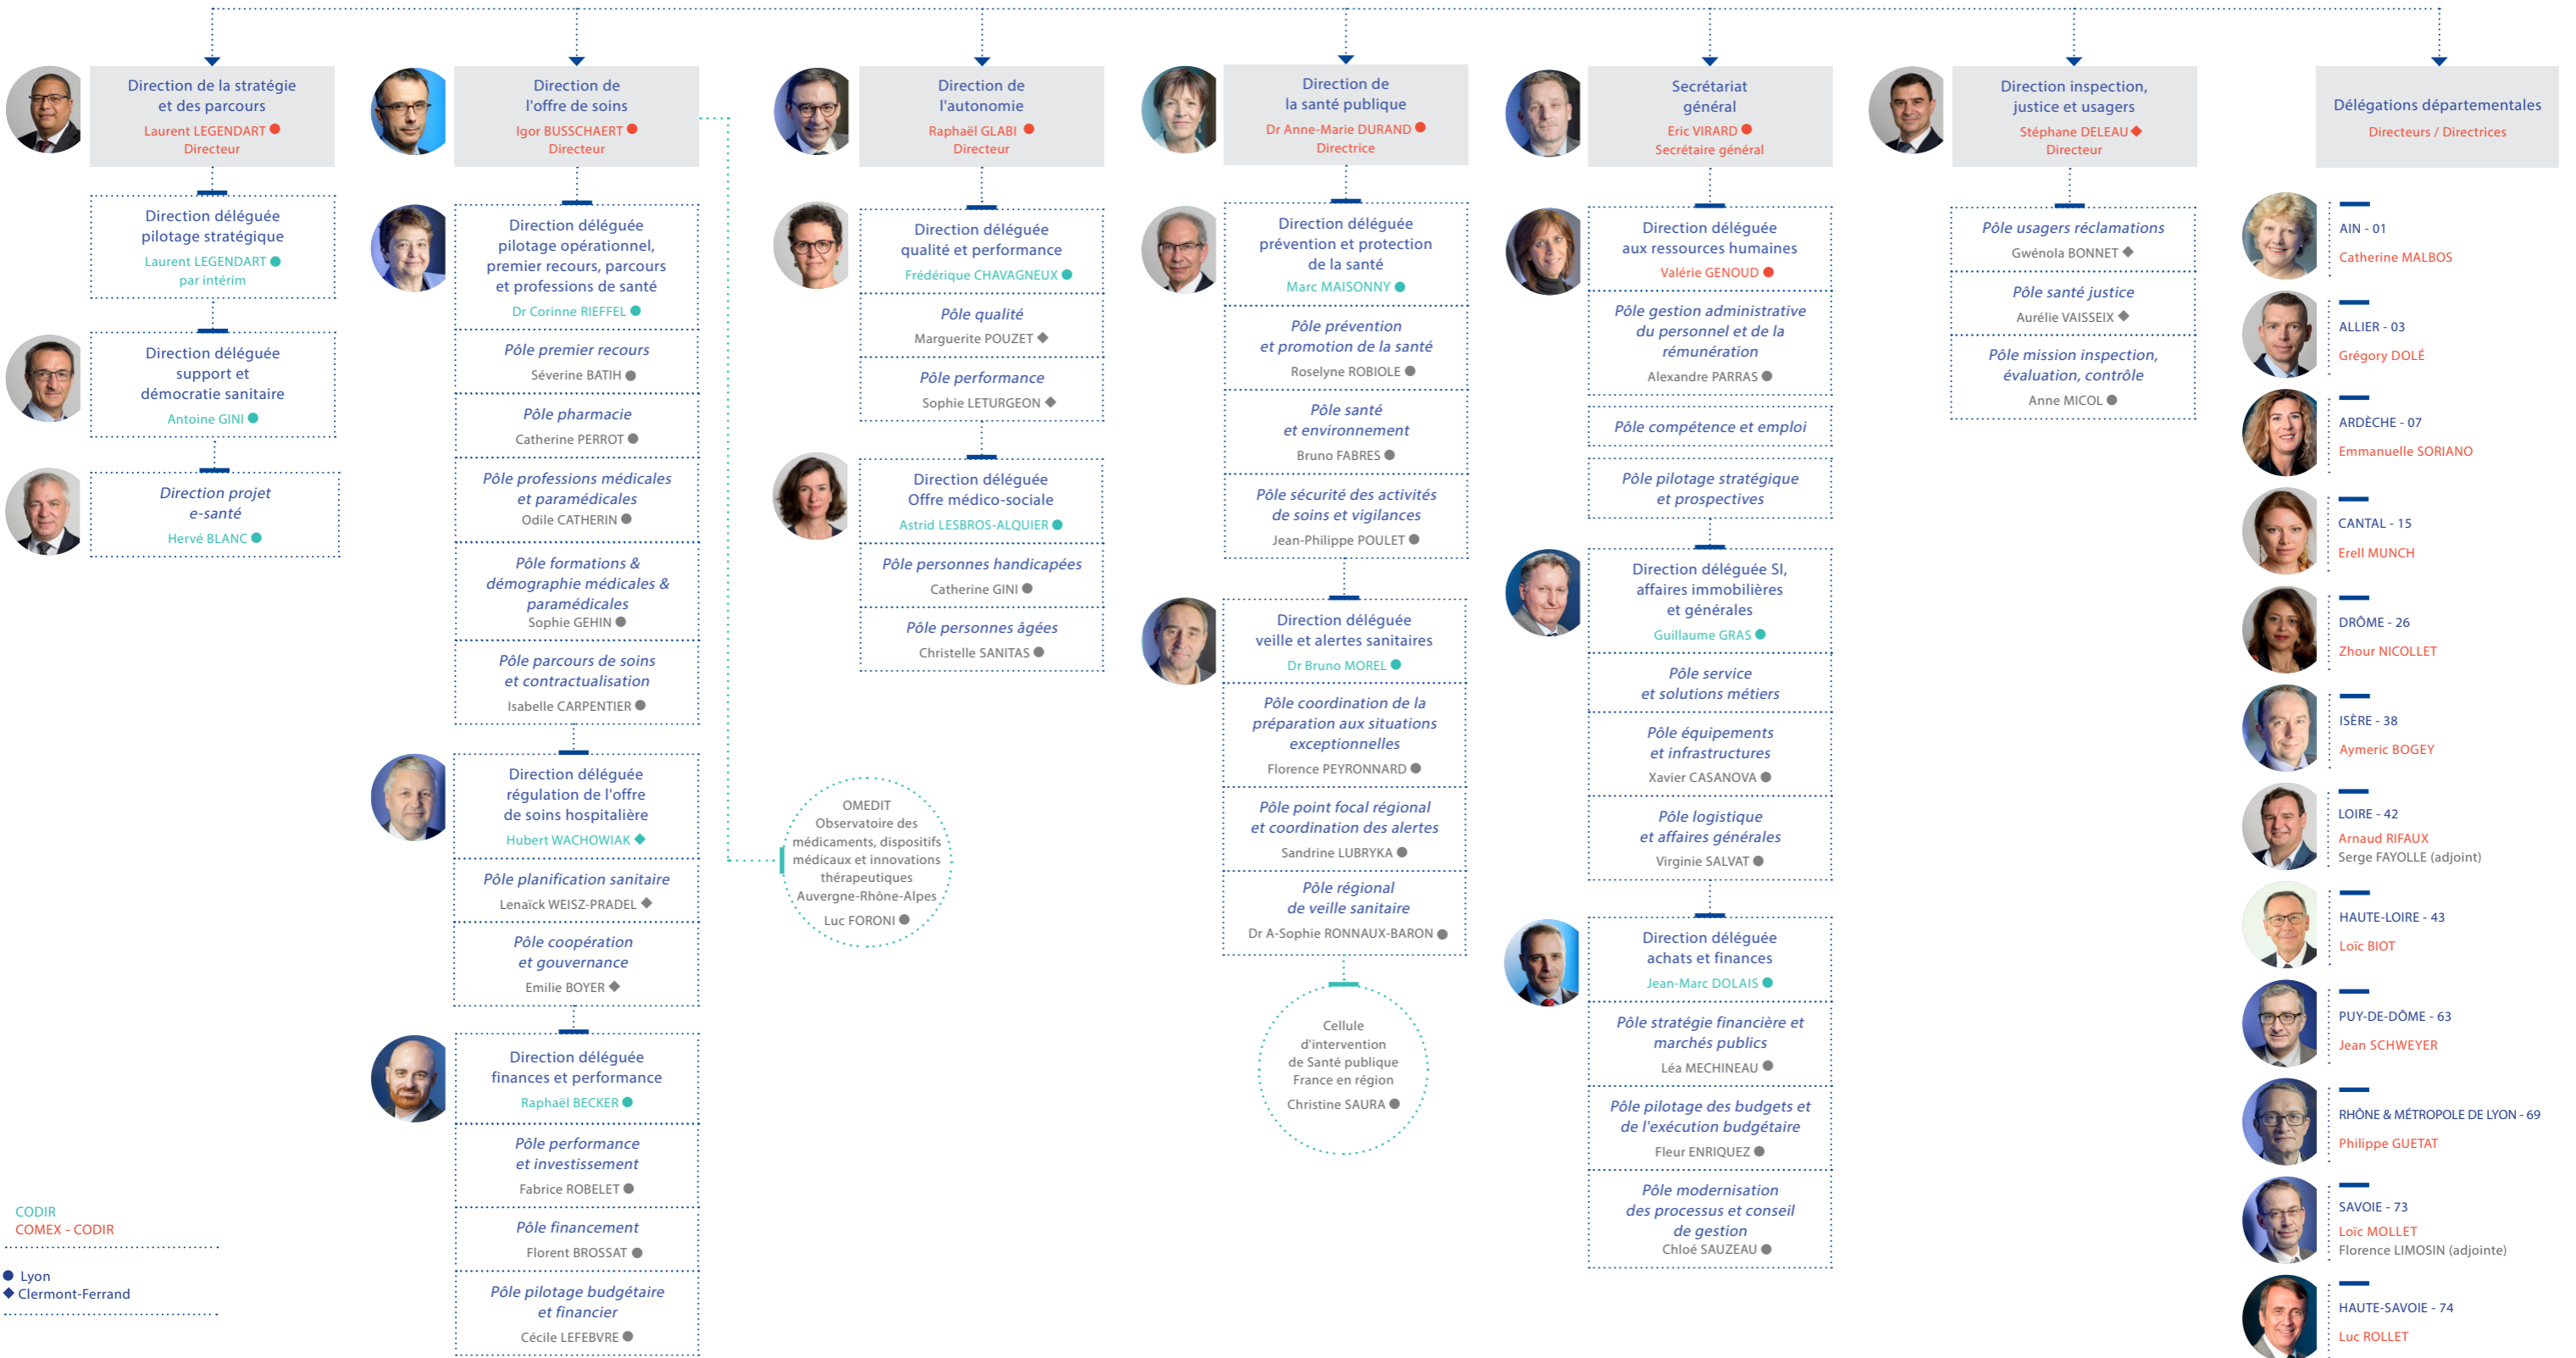 Direction de la stratégie
et des parcours
Laurent LEGENDART ●
Directeur
Direction déléguée
pilotage stratégique
Laurent LEGENDART ●
par intérim
Direction déléguée
support et
démocratie sanitaire
Antoine GINI ●
Direction projet
e-santé
Hervé BLANC ●
Direction de
l'offre de soins
Igor BUSSCHAERT ●
Directeur
Direction déléguée
pilotage opérationnel,
premier recours, parcours
et professions de santé
Dr Corinne RIEFFEL ●
Pôle premier recours
Séverine BATIH ●
Pôle pharmacie
Catherine PERROT ●
Pôle professions médicales
et paramédicales
Odile CATHERIN ●
Pôle formations &
démographie médicales &
paramédicales
Sophie GEHIN ●
Pôle parcours de soins
et contractualisation
Isabelle CARPENTIER ●
Direction déléguée
régulation de l'offre
de soins hospitalière
Hubert WACHOWIAK ◆
Pôle planification sanitaire
Lenaïck WEISZ-PRADEL ◆
Pôle coopération
et gouvernance
Emilie BOYER ◆
Direction déléguée
finances et performance
Raphaël BECKER ●
Pôle performance
et investissement
Fabrice ROBELET ●
Pôle financement
Florent BROSSAT ●
Pôle pilotage budgétaire
et financier
Cécile LEFEBVRE ●
OMEDIT
Observatoire des
médicaments, dispositifs
médicaux et innovations
thérapeutiques
Auvergne-Rhône-Alpes
Luc FORONI ●
Direction de
l'autonomie
Raphaël GLABI ●
Directeur
Direction déléguée
qualité et performance
Frédérique CHAVAGNEUX ●
Pôle qualité
Marguerite POUZET ◆
Pôle performance
Sophie LETURGEON ◆
Direction déléguée
Offre médico-sociale
Astrid LESBROS-ALQUIER ●
Pôle personnes handicapées
Catherine GINI ●
Pôle personnes âgées
Christelle SANITAS ●
Direction de
la santé publique
Dr Anne-Marie DURAND ●
Directrice
Direction déléguée
prévention et protection
de la santé
Marc MAISONNY ●
Pôle prévention
et promotion de la santé
Roselyne ROBIOLE ●
Pôle santé
et environnement
Bruno FABRES ●
Pôle sécurité des activités
de soins et vigilances
Jean-Philippe POULET ●
Direction déléguée
veille et alertes sanitaires
Dr Bruno MOREL ●
Pôle coordination de la
préparation aux situations
exceptionnelles
Florence PEYRONNARD ●
Pôle point focal régional
et coordination des alertes
Sandrine LUBRYKA ●
Pôle régional
de veille sanitaire
Dr A-Sophie RONNAUX-BARON ●
Cellule
d'intervention
de Santé publique
France en région
Christine SAURA ●
Secrétariat
général
Eric VIRARD ●
Secrétaire général
Direction déléguée
aux ressources humaines
Valérie GENOUD ●
Pôle gestion administrative
du personnel et de la
rémunération
Alexandre PARRAS ●
Pôle compétence et emploi
Pôle pilotage stratégique
et prospectives
Direction déléguée SI,
affaires immobilières
et générales
Guillaume GRAS ●
Pôle service
et solutions métiers
Pôle équipements
et infrastructures
Xavier CASANOVA ●
Pôle logistique
et affaires générales
Virginie SALVAT ●
Direction déléguée
achats et finances
Jean-Marc DOLAIS ●
Pôle stratégie financière et
marchés publics
Léa MECHINEAU ●
Pôle pilotage des budgets et
de l'exécution budgétaire
Fleur ENRIQUEZ ●
Pôle modernisation
des processus et conseil
de gestion
Chloé SAUZEAU ●
Direction inspection,
justice et usagers
Stéphane DELEAU ◆
Directeur
Pôle usagers réclamations
Gwénola BONNET ◆
Pôle santé justice
Aurélie VAISSEIX ◆
Pôle mission inspection,
évaluation, contrôle
Anne MICOL ●
Délégations départementales
Directeurs / Directrices
AIN - 01
Catherine MALBOS
ALLIER - 03
Grégory DOLÉ
ARDÈCHE - 07
Emmanuelle SORIANO
CANTAL - 15
Erell MUNCH
DRÔME - 26
Zhour NICOLLET
ISÈRE - 38
Aymeric BOGEY
LOIRE - 42
Arnaud RIFAUX
Serge FAYOLLE (adjoint)
HAUTE-LOIRE - 43
Loïc BIOT
PUY-DE-DÔME - 63
Jean SCHWEYER
RHÔNE & MÉTROPOLE DE LYON - 69
Philippe GUETAT
SAVOIE - 73
Loïc MOLLET
Florence LIMOSIN (adjointe)
HAUTE-SAVOIE - 74
Luc ROLLET
CODIR
COMEX - CODIR
● Lyon
◆ Clermont-Ferrand